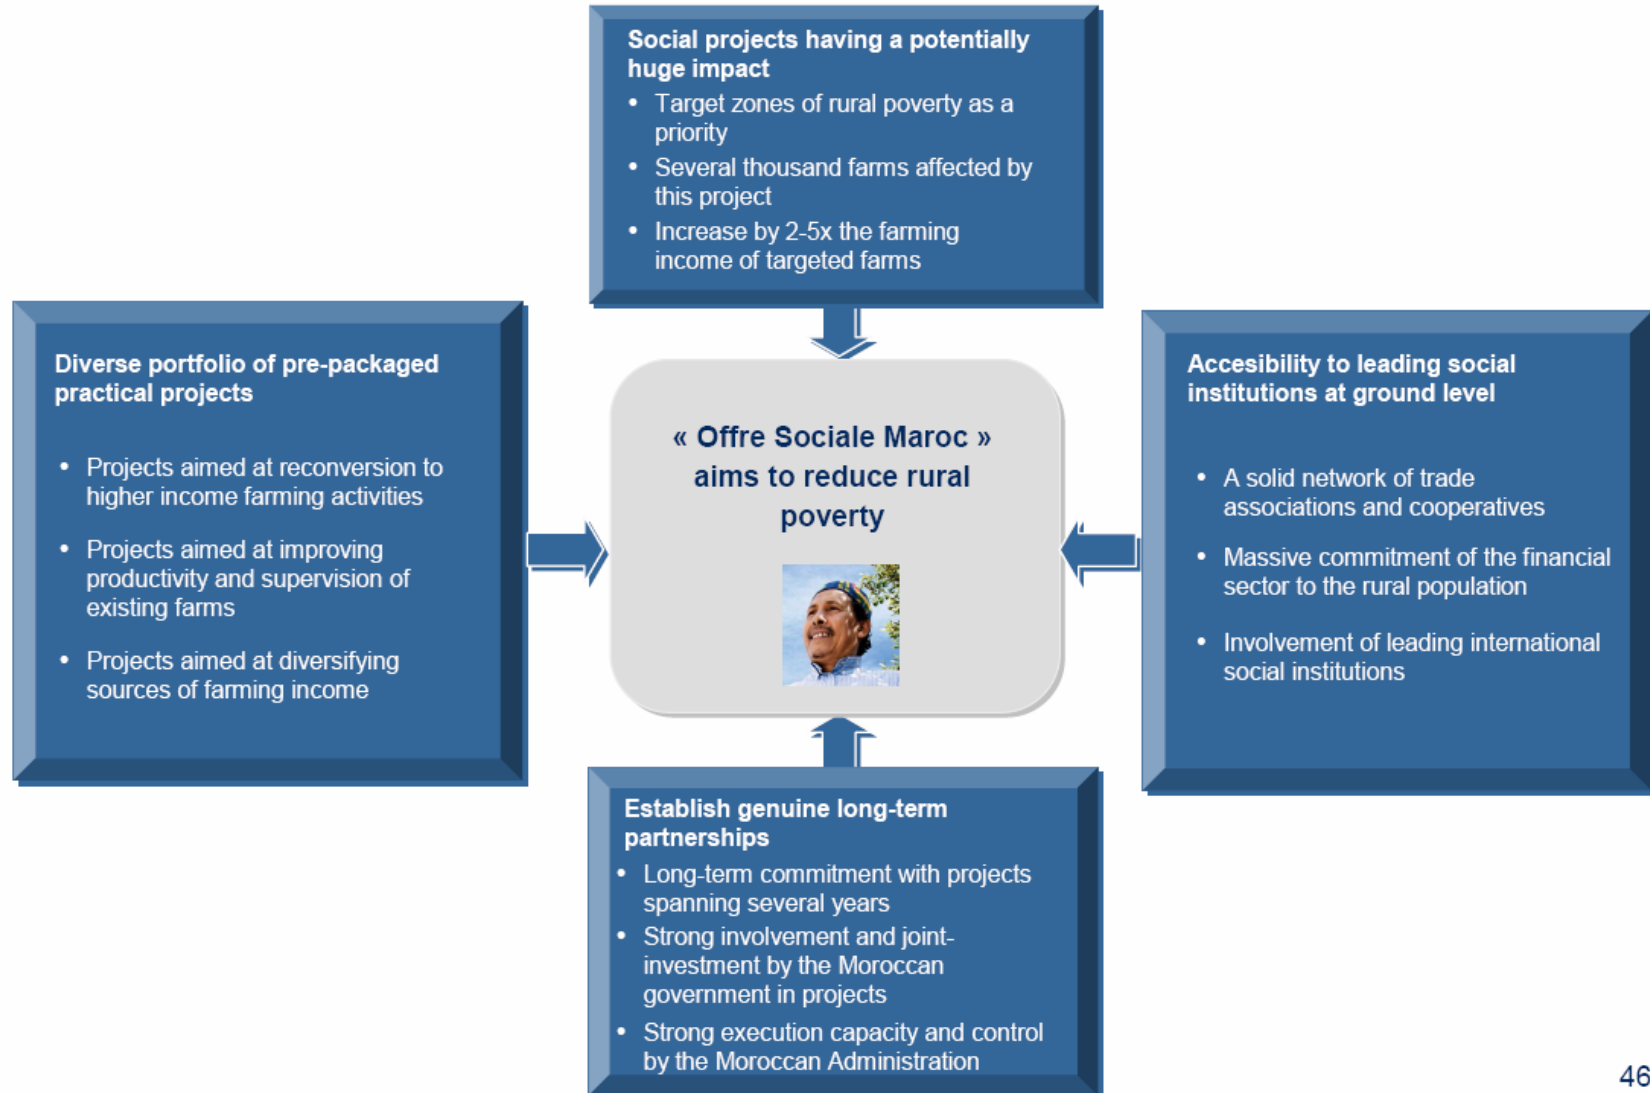 Social projects having a potentially
huge impact
• Target zones of rural poverty as a
priority
• Several thousand farms affected by
this project
• Increase by 2-5x the farming
income of targeted farms
Diverse portfolio of pre-packaged
practical projects
• Projects aimed at reconversion to
higher income farming activities
• Projects aimed at improving
productivity and supervision of
existing farms
• Projects aimed at diversifying
sources of farming income
« Offre Sociale Maroc »
aims to reduce rural
poverty
Accesibility to leading social
institutions at ground level
• A solid network of trade
associations and cooperatives
• Massive commitment of the financial
sector to the rural population
• Involvement of leading international
social institutions
Establish genuine long-term
partnerships
• Long-term commitment with projects
spanning several years
• Strong involvement and joint-
investment by the Moroccan
government in projects
• Strong execution capacity and control
by the Moroccan Administration
46